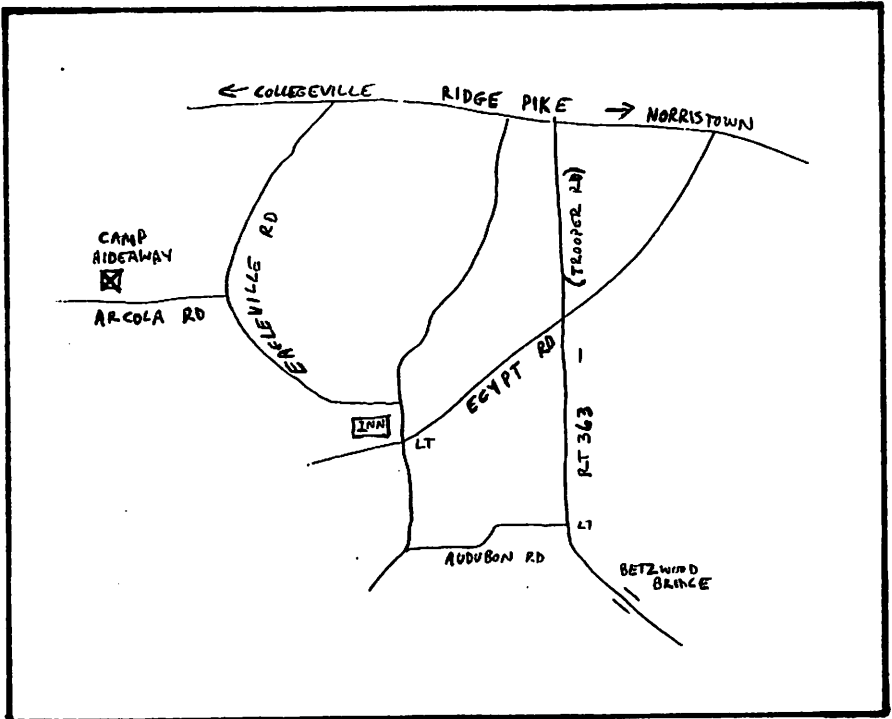 ← COLLEGEVILLE
RIDGE PIKE
→ NORRISTOWN
(TROOPER RD)
EAGLEVILLE RD
CAMP
HIDEAWAY
ARCOLA RD
EGYPT RD
INN
LT
RT 363
LT
AUDUBON RD
BETZWOOD
BRIDGE